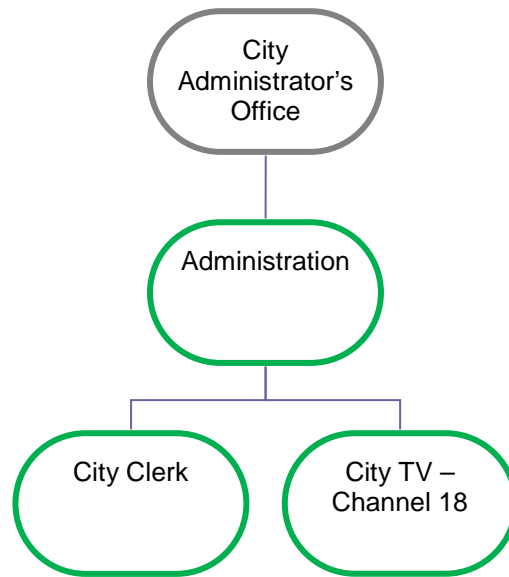 City
Administrator’s
Office
Administration
City Clerk
City TV –
Channel 18